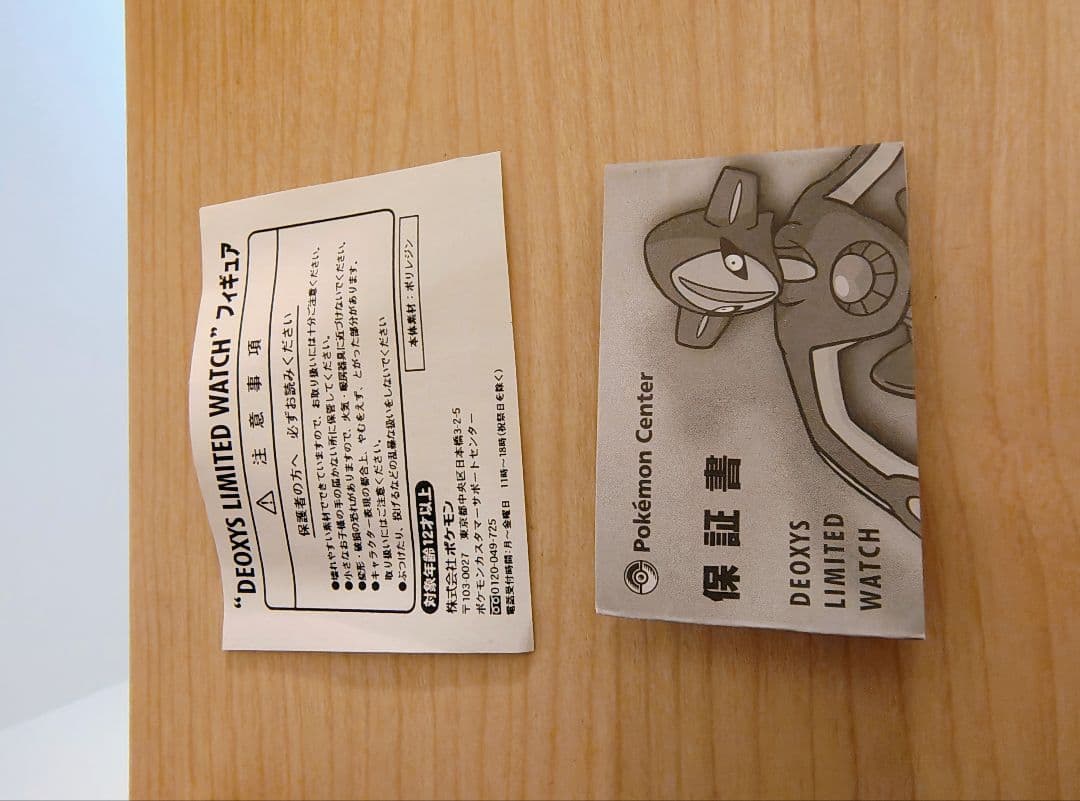 “DEOXYS LIMITED WATCH” フィギュア
注意事項
保護者の方へ 必ずお読みください
●壊れやすい素材でできていますので、お取り扱いには十分ご注意ください。
●小さなお子様の手の届かない所に保管してください。
●変形・破損の恐れがありますので、火気・暖房器具に近づけないでください。
●キャラクター表現の都合上、やむをえず、とがった部分があります。
取り扱いにはご注意ください。
●ぶつけたり、投げるなどの乱暴な扱いをしないでください
本体素材：ポリレジン
対象年齢12才以上
株式会社ポケモン
〒103-0027 東京都中央区日本橋3-2-5
ポケモンカスタマーサポートセンター
0120-049-725
電話受付時間：月〜金曜日 11時〜18時(祝祭日を除く)
Pokémon Center
保証書
DEOXYS
LIMITED
WATCH